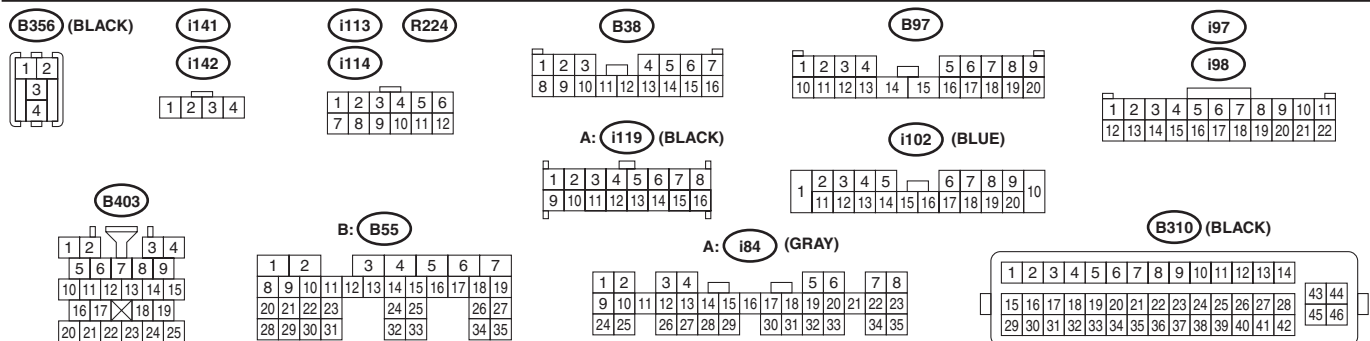 B356 (BLACK) i141 i113 R224 B38 B97 i97
i142 i114 i98
1 2
3
4
1 2 3 4
1 2 3 4 5 6
7 8 9 10 11 12
1 2 3 4 5 6 7
8 9 10 11 12 13 14 15 16
1 2 3 4 5 6 7 8 9
10 11 12 13 14 15 16 17 18 19 20
1 2 3 4 5 6 7 8 9 10 11
12 13 14 15 16 17 18 19 20 21 22
A: i119 (BLACK)
1 2 3 4 5 6 7 8
9 10 11 12 13 14 15 16
i102 (BLUE)
1 2 3 4 5 6 7 8 9 10
11 12 13 14 15 16 17 18 19 20
B403
1 2 3 4
5 6 7 8 9
10 11 12 13 14 15
16 17 18 19
20 21 22 23 24 25
B: B55
1 2 3 4 5 6 7
8 9 10 11 12 13 14 15 16 17 18 19
20 21 22 23 24 25 26 27
28 29 30 31 32 33 34 35
A: i84 (GRAY)
1 2 3 4 5 6 7 8
9 10 11 12 13 14 15 16 17 18 19 20 21 22 23
24 25 26 27 28 29 30 31 32 33 34 35
B310 (BLACK)
1 2 3 4 5 6 7 8 9 10 11 12 13 14
15 16 17 18 19 20 21 22 23 24 25 26 27 28
29 30 31 32 33 34 35 36 37 38 39 40 41 42
43 44
45 46